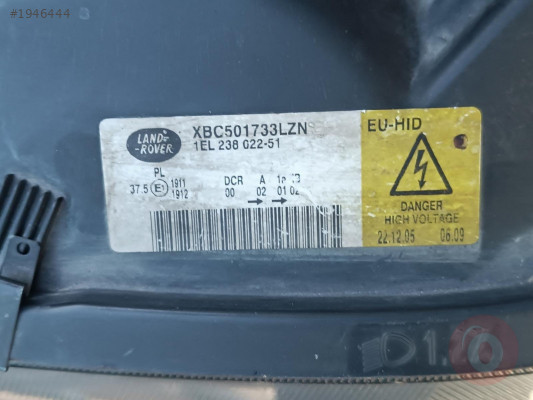 #1946444
LAND-
-ROVER
XBC501733LZN
1EL 238 022-51
EU-HID
PL
37.5 E1 1911
1912
DCR A
00 02 01 02
DANGER
HIGH VOLTAGE
22.12.05 06.09